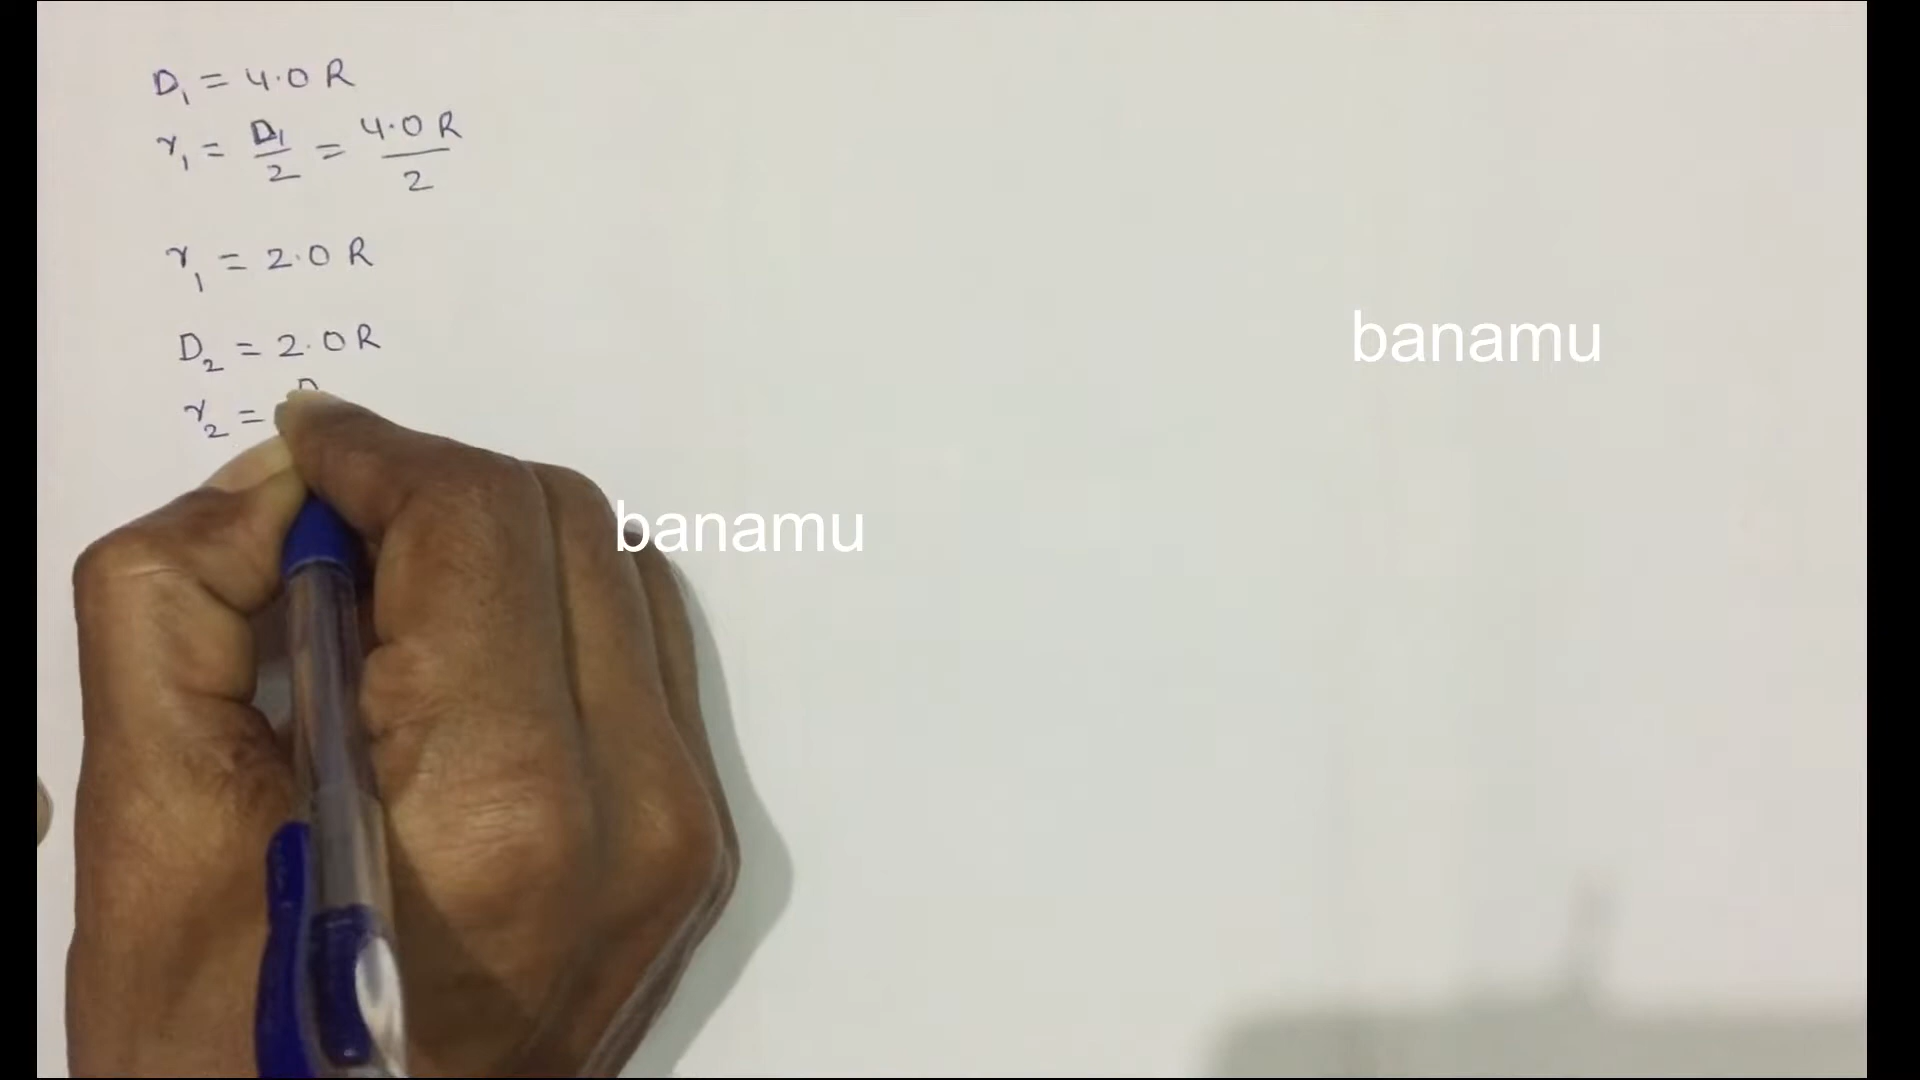 D₁ = 4.0 R
r₁ = D₁/2 = 4.0 R/2
r₁ = 2.0 R
D₂ = 2.0 R
r₂ = D
banamu
banamu